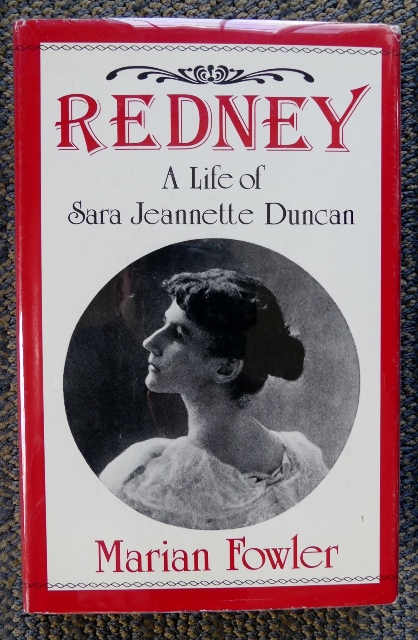 REDNEY
A Life of
Sara Jeannette Duncan
Marian Fowler